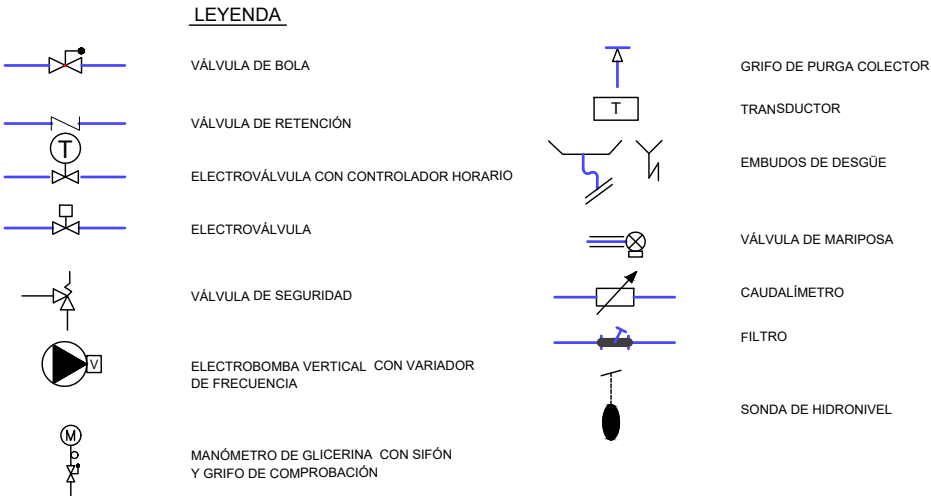 LEYENDA
VÁLVULA DE BOLA
VÁLVULA DE RETENCIÓN
T
ELECTROVÁLVULA CON CONTROLADOR HORARIO
ELECTROVÁLVULA
VÁLVULA DE SEGURIDAD
V
ELECTROBOMBA VERTICAL CON VARIADOR
DE FRECUENCIA
M
MANÓMETRO DE GLICERINA CON SIFÓN
Y GRIFO DE COMPROBACIÓN
GRIFO DE PURGA COLECTOR
T
TRANSDUCTOR
EMBUDOS DE DESGÜE
VÁLVULA DE MARIPOSA
CAUDALÍMETRO
FILTRO
SONDA DE HIDRONIVEL